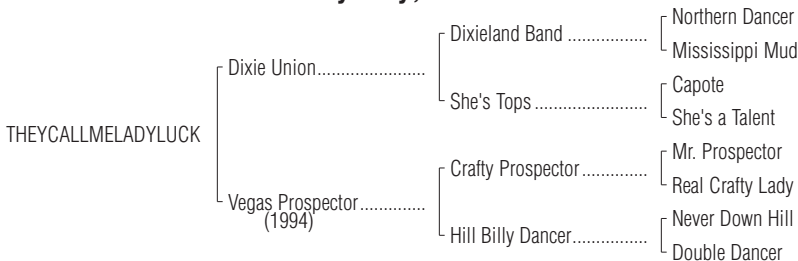 Northern Dancer
Dixieland Band ................
Mississippi Mud
Dixie Union......................
Capote
She's Tops ......................
She's a Talent
THEYCALLMELADYLUCK
Mr. Prospector
Crafty Prospector.............
Real Crafty Lady
Vegas Prospector.............
(1994)
Never Down Hill
Hill Billy Dancer...............
Double Dancer